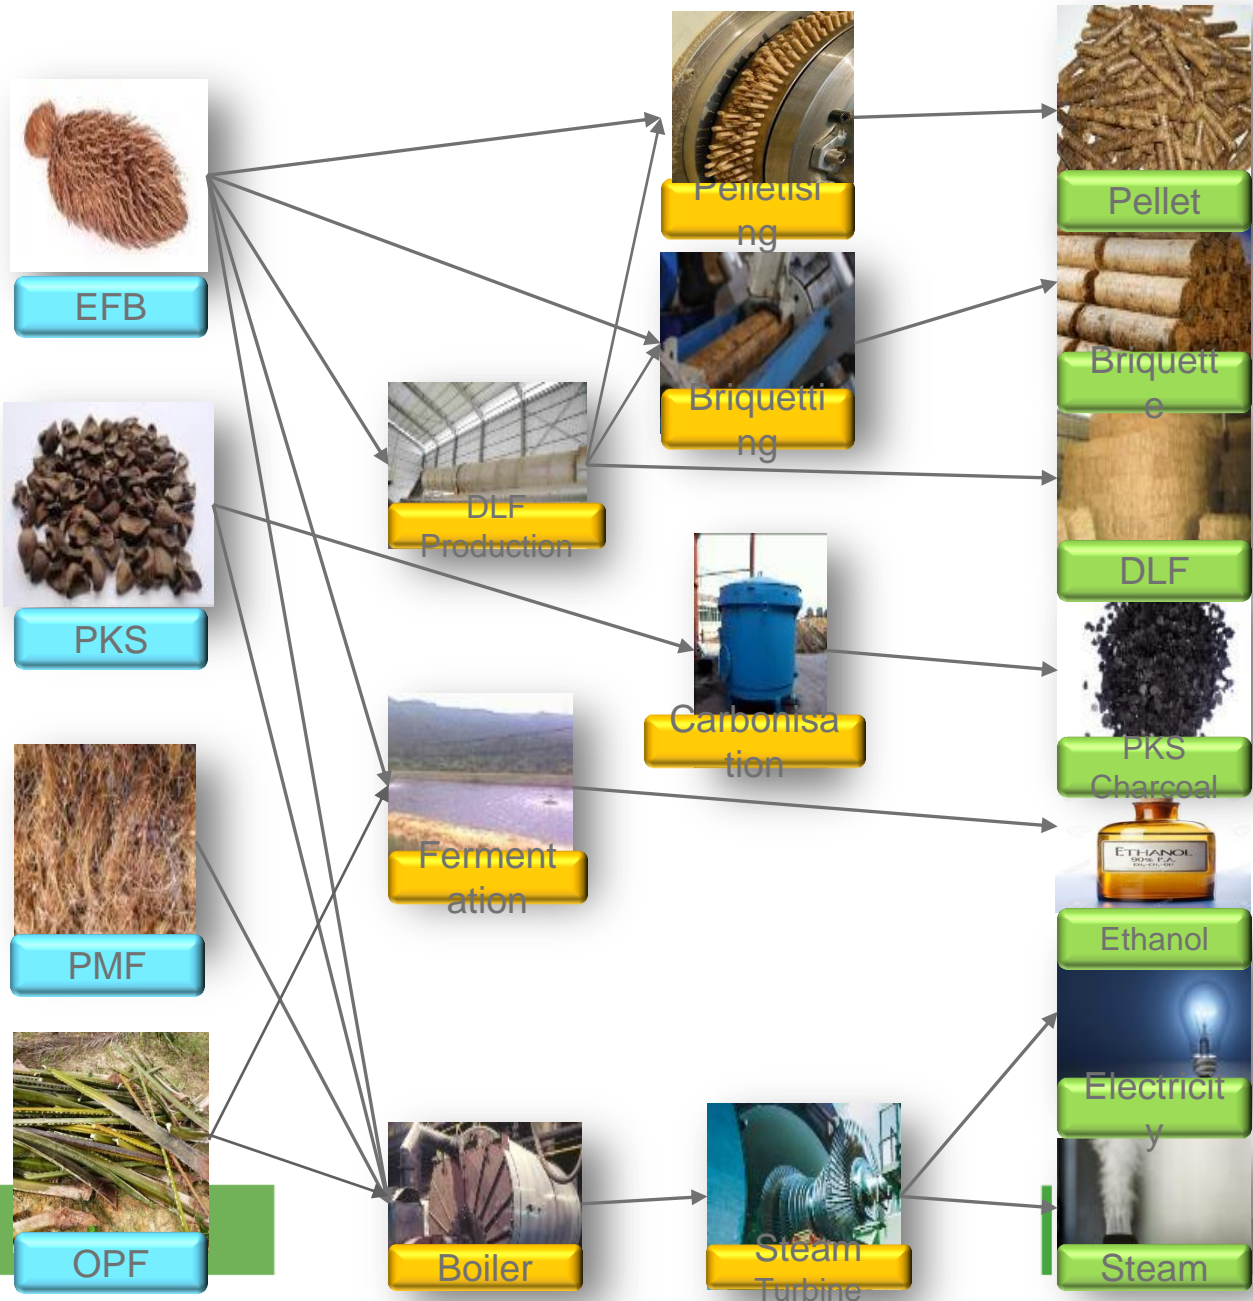 EFB
PKS
PMF
OPF
DLF
Production
Ferment
ation
Boiler
Pelletisi
ng
Briquetti
ng
Carbonisa
tion
Steam
Turbine
Pellet
Briquett
e
DLF
PKS
Charcoal
ETHANOL
90% P.A.
Ethanol
Electricit
y
Steam